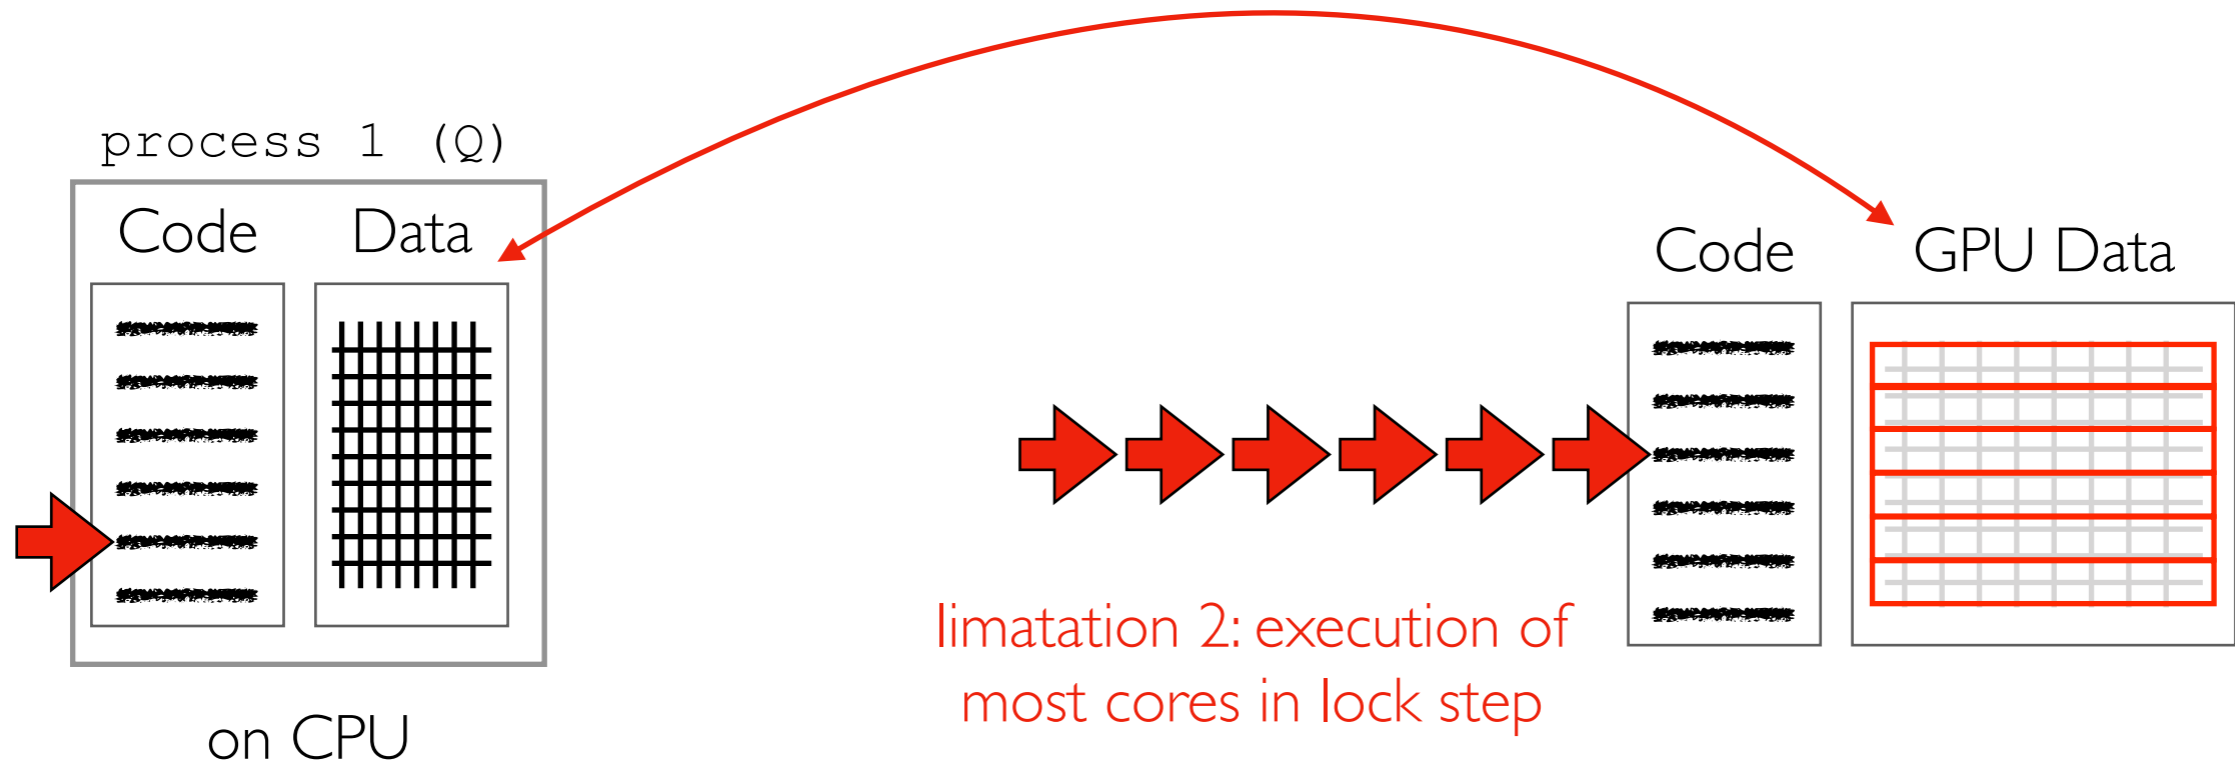 process 1 (Q)
Code
Data
Code
GPU Data
limatation 2: execution of
most cores in lock step
on CPU